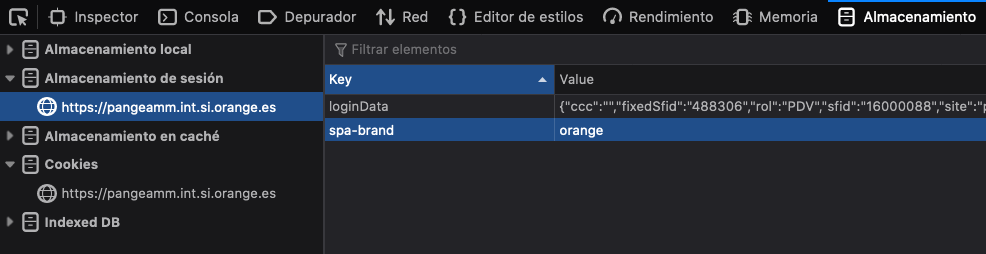 Inspector Consola Depurador Red Editor de estilos Rendimiento Memoria Almacenamiento
Almacenamiento local
Almacenamiento de sesión
https://pangeamm.int.si.orange.es
Almacenamiento en caché
Cookies
https://pangeamm.int.si.orange.es
Indexed DB
Filtrar elementos
Key Value
loginData {"ccc":"","fixedSfid":"488306","rol":"PDV","sfid":"16000088","site":"p
spa-brand orange